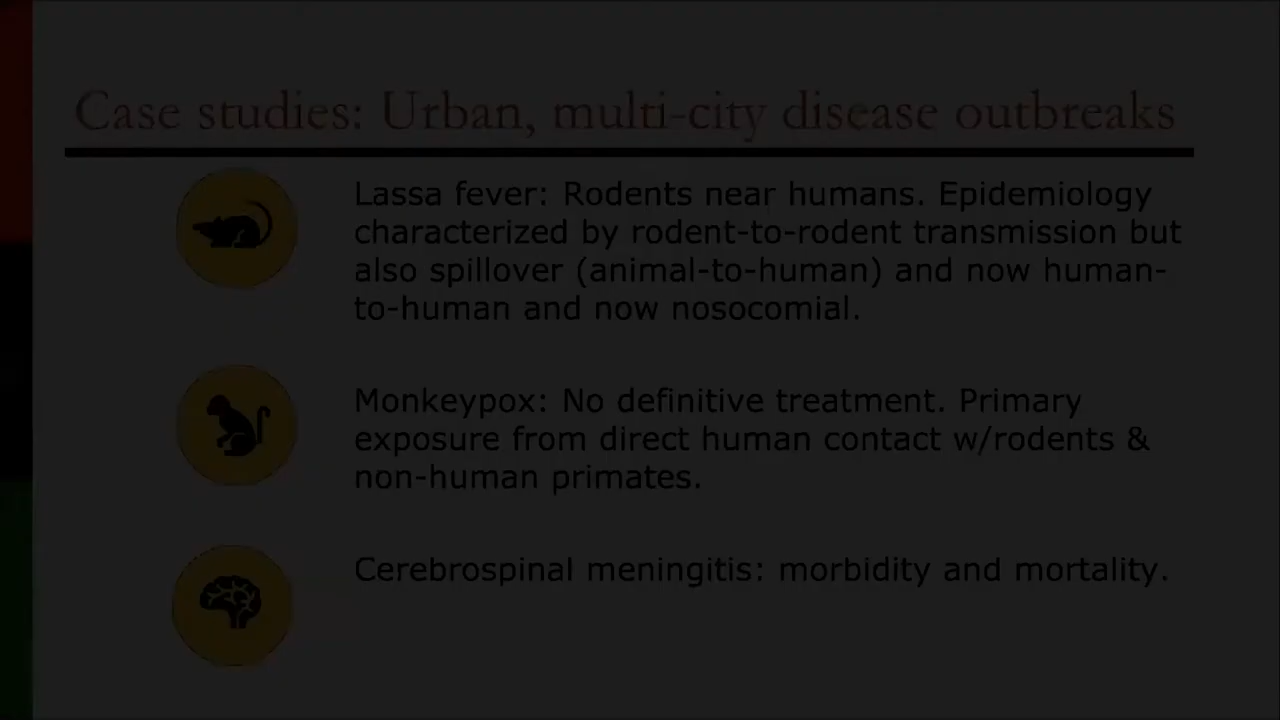 Case studies: Urban, multi-city disease outbreaks
Lassa fever: Rodents near humans. Epidemiology
characterized by rodent-to-rodent transmission but
also spillover (animal-to-human) and now human-
to-human and now nosocomial.
Monkeypox: No definitive treatment. Primary
exposure from direct human contact w/rodents &
non-human primates.
Cerebrospinal meningitis: morbidity and mortality.